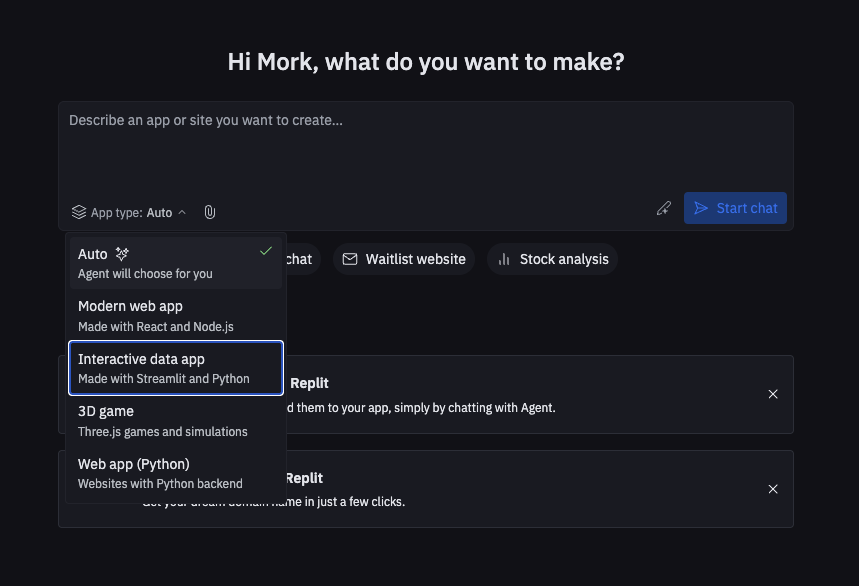 Hi Mork, what do you want to make?
Describe an app or site you want to create...
App type: Auto
Start chat
Auto
Agent will choose for you
chat
Waitlist website
Stock analysis
Modern web app
Made with React and Node.js
Interactive data app
Made with Streamlit and Python
Replit
them to your app, simply by chatting with Agent.
3D game
Three.js games and simulations
Web app (Python)
Websites with Python backend
Replit
Get your dream domain name in just a few clicks.